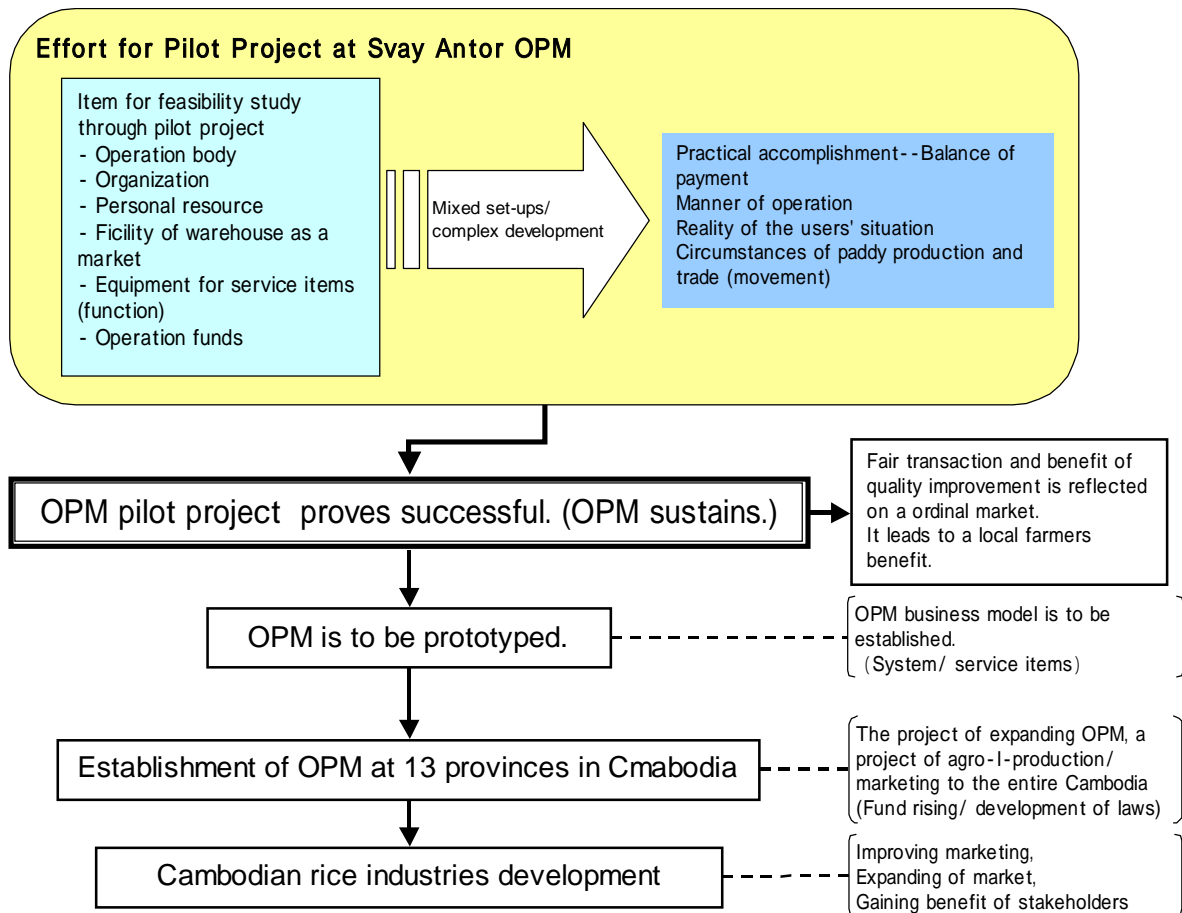 Effort for Pilot Project at Svay Antor OPM
Item for feasibility study
through pilot project
- Operation body
- Organization
- Personal resource
- Ficility of warehouse as a
market
- Equipment for service items
(function)
- Operation funds
Mixed set-ups/
complex development
Practical accomplishment--Balance of
payment
Manner of operation
Reality of the users' situation
Circumstances of paddy production and
trade (movement)
OPM pilot project proves successful. (OPM sustains.)
Fair transaction and benefit of
quality improvement is reflected
on a ordinal market.
It leads to a local farmers
benefit.
OPM is to be prototyped.
OPM business model is to be
established.
(System/ service items)
Establishment of OPM at 13 provinces in Cmabodia
The project of expanding OPM, a
project of agro-I-production/
marketing to the entire Cambodia
(Fund rising/ development of laws)
Cambodian rice industries development
Improving marketing,
Expanding of market,
Gaining benefit of stakeholders